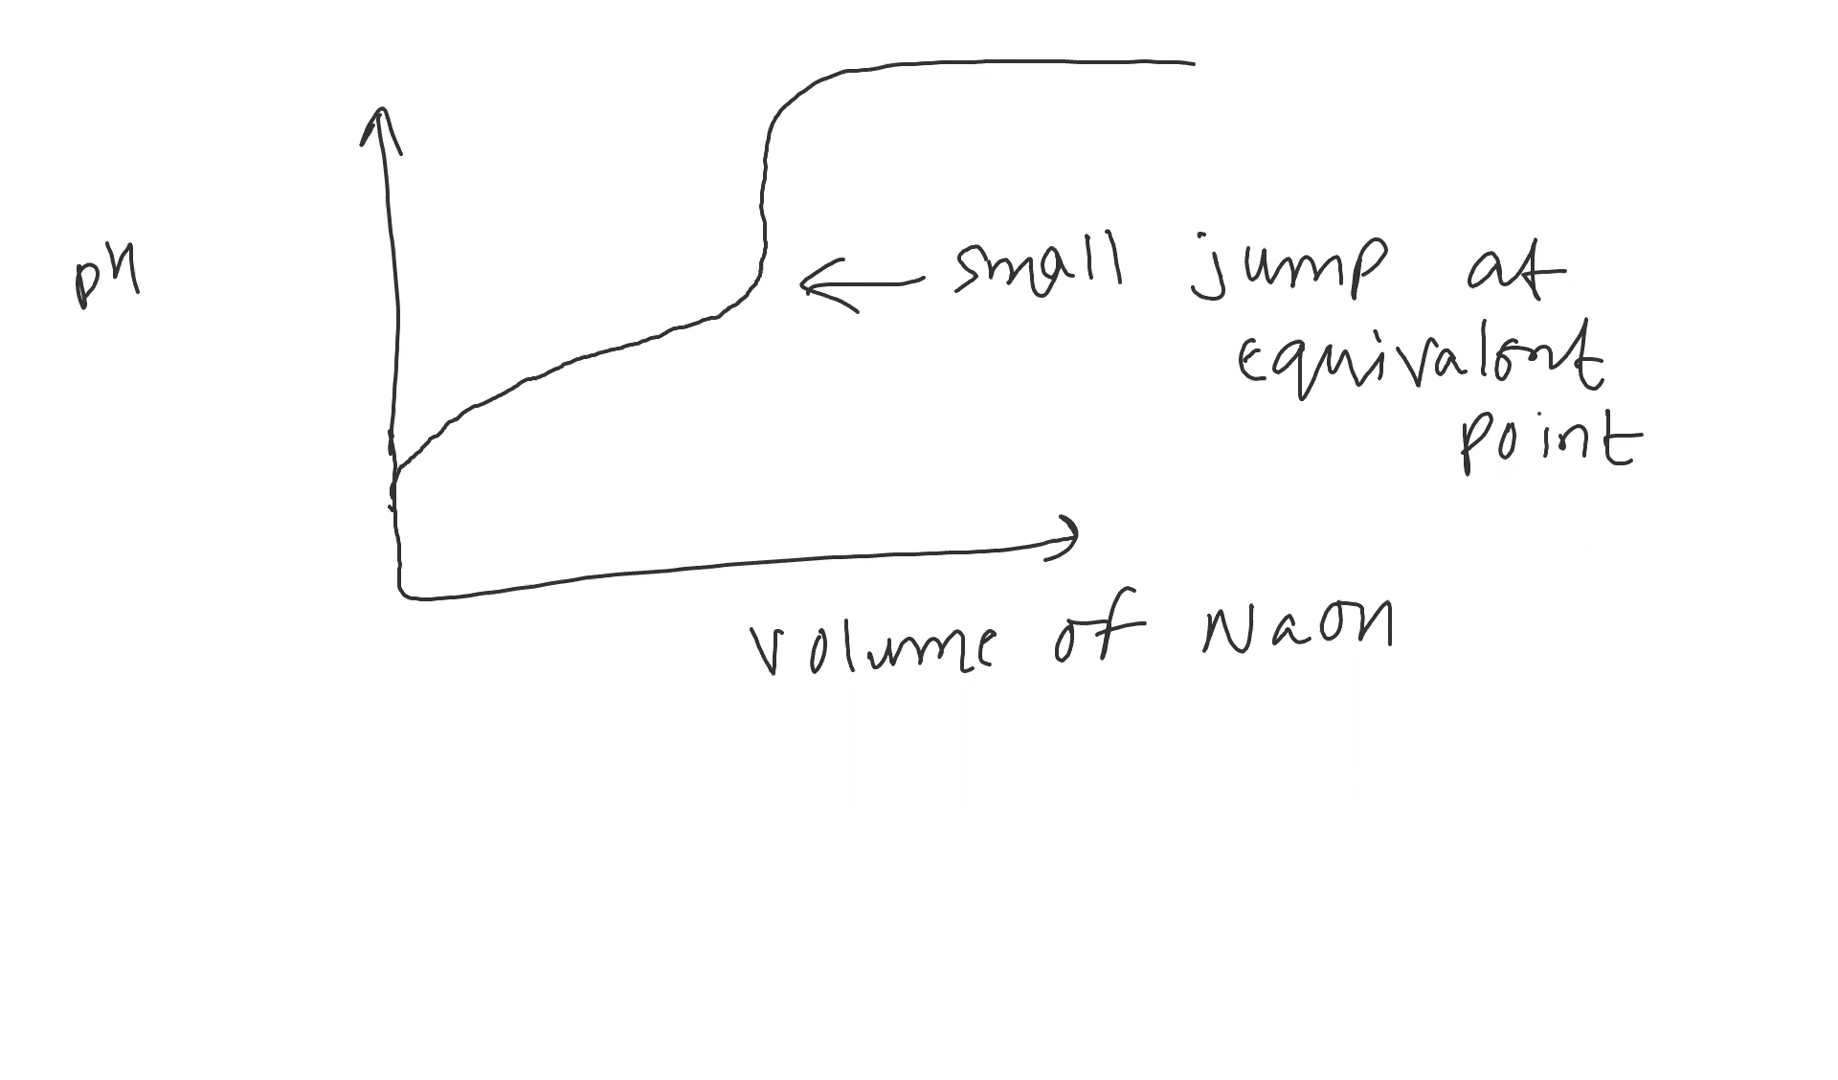 pH
small jump at
equivalent
point
volume of NaOH